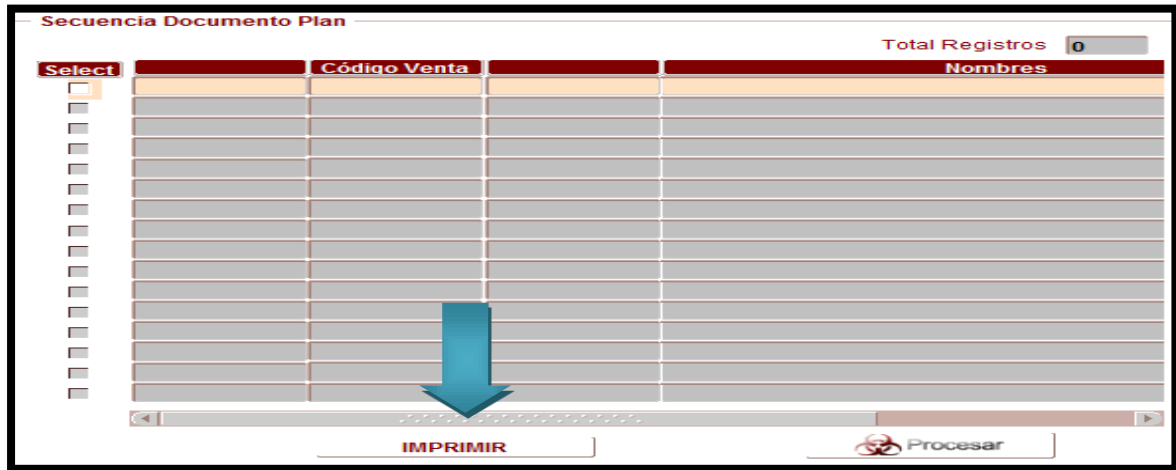 Secuencia Documento Plan
Total Registros 0
Select Código Venta Nombres
IMPRIMIR Procesar